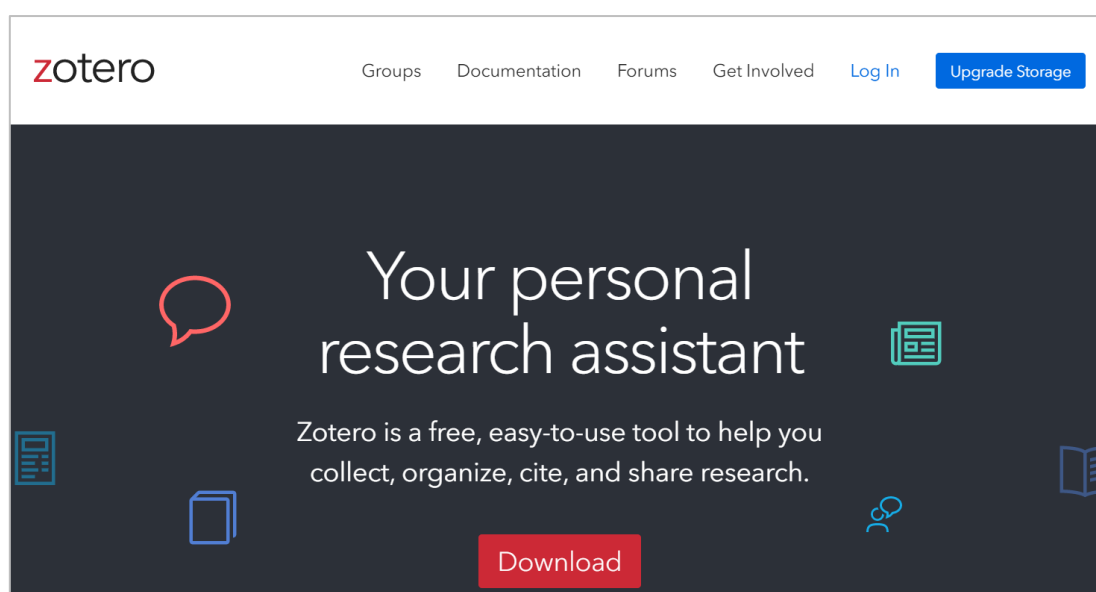 zotero
Groups Documentation Forums Get Involved Log In Upgrade Storage
Your personal
research assistant
Zotero is a free, easy-to-use tool to help you
collect, organize, cite, and share research.
Download